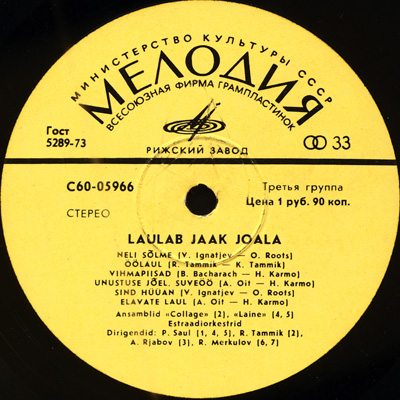 МИНИСТЕРСТВО КУЛЬТУРЫ СССР
МЕЛОДИЯ
ВСЕСОЮЗНАЯ ФИРМА ГРАМПЛАСТИНОК
Гост
5289-73
33
РИЖСКИЙ ЗАВОД
С60-05966
Третья группа
Цена 1 руб. 90 коп.
СТЕРЕО
LAULAB JAAK JOALA
NELI SÕLME (V. Ignatjev — O. Roots)
ÖÖLAUL (R. Tammik — K. Tammik)
VIHMAPIISAD (B. Bacharach — H. Karmo)
UNUSTUSE JÕEL, SUVEÖÖ (A. Oit — H. Karmo)
SIND HÜÜAN (V. Ignatjev — O. Roots)
ELAVATE LAUL (A. Oit — H. Karmo)
Ansamblid «Collage» (2), «Laine» (4, 5)
Estraadiorkestrid
Dirigendid: P. Saul (1, 4, 5), R. Tammik (2),
A. Rjabov (3), R. Merkulov (6, 7)